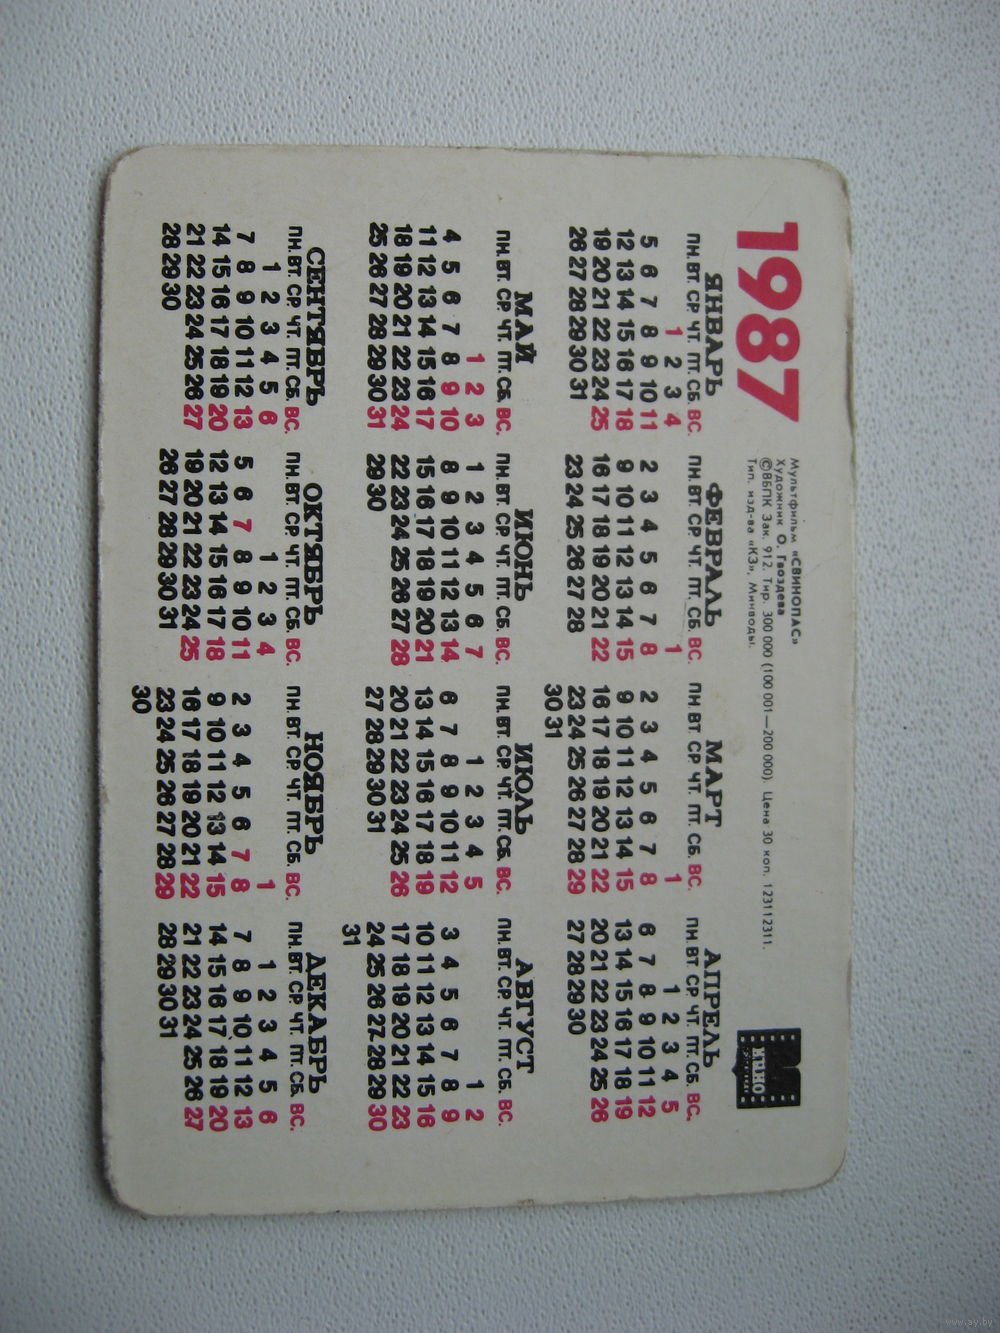 1987
Мультфильм «СВИНОПАС»
Художник О. Гвоздева
©ВБПК Зак. 912. Тир. 300 000 (100 001—200 000). Цена 30 коп. 123112311.
Тип. изд-ва «КЗ», Минводы.
КИНО
ЯНВАРЬ
ПН. ВТ. СР. ЧТ. ПТ. СБ. ВС.
1 2 3 4
5 6 7 8 9 10 11
12 13 14 15 16 17 18
19 20 21 22 23 24 25
26 27 28 29 30 31
ФЕВРАЛЬ
ПН. ВТ. СР. ЧТ. ПТ. СБ. ВС.
1
2 3 4 5 6 7 8
9 10 11 12 13 14 15
16 17 18 19 20 21 22
23 24 25 26 27 28
МАРТ
ПН. ВТ. СР. ЧТ. ПТ. СБ. ВС.
1
2 3 4 5 6 7 8
9 10 11 12 13 14 15
16 17 18 19 20 21 22
23 24 25 26 27 28 29
30 31
АПРЕЛЬ
ПН. ВТ. СР. ЧТ. ПТ. СБ. ВС.
1 2 3 4 5
6 7 8 9 10 11 12
13 14 15 16 17 18 19
20 21 22 23 24 25 26
27 28 29 30
МАЙ
ПН. ВТ. СР. ЧТ. ПТ. СБ. ВС.
1 2 3
4 5 6 7 8 9 10
11 12 13 14 15 16 17
18 19 20 21 22 23 24
25 26 27 28 29 30 31
ИЮНЬ
ПН. ВТ. СР. ЧТ. ПТ. СБ. ВС.
1 2 3 4 5 6 7
8 9 10 11 12 13 14
15 16 17 18 19 20 21
22 23 24 25 26 27 28
29 30
ИЮЛЬ
ПН. ВТ. СР. ЧТ. ПТ. СБ. ВС.
1 2 3 4 5
6 7 8 9 10 11 12
13 14 15 16 17 18 19
20 21 22 23 24 25 26
27 28 29 30 31
АВГУСТ
ПН. ВТ. СР. ЧТ. ПТ. СБ. ВС.
1 2
3 4 5 6 7 8 9
10 11 12 13 14 15 16
17 18 19 20 21 22 23
24 25 26 27 28 29 30
31
СЕНТЯБРЬ
ПН. ВТ. СР. ЧТ. ПТ. СБ. ВС.
1 2 3 4 5 6
7 8 9 10 11 12 13
14 15 16 17 18 19 20
21 22 23 24 25 26 27
28 29 30
ОКТЯБРЬ
ПН. ВТ. СР. ЧТ. ПТ. СБ. ВС.
1 2 3 4
5 6 7 8 9 10 11
12 13 14 15 16 17 18
19 20 21 22 23 24 25
26 27 28 29 30 31
НОЯБРЬ
ПН. ВТ. СР. ЧТ. ПТ. СБ. ВС.
1
2 3 4 5 6 7 8
9 10 11 12 13 14 15
16 17 18 19 20 21 22
23 24 25 26 27 28 29
30
ДЕКАБРЬ
ПН. ВТ. СР. ЧТ. ПТ. СБ. ВС.
1 2 3 4 5 6
7 8 9 10 11 12 13
14 15 16 17 18 19 20
21 22 23 24 25 26 27
28 29 30 31
www.ay.by